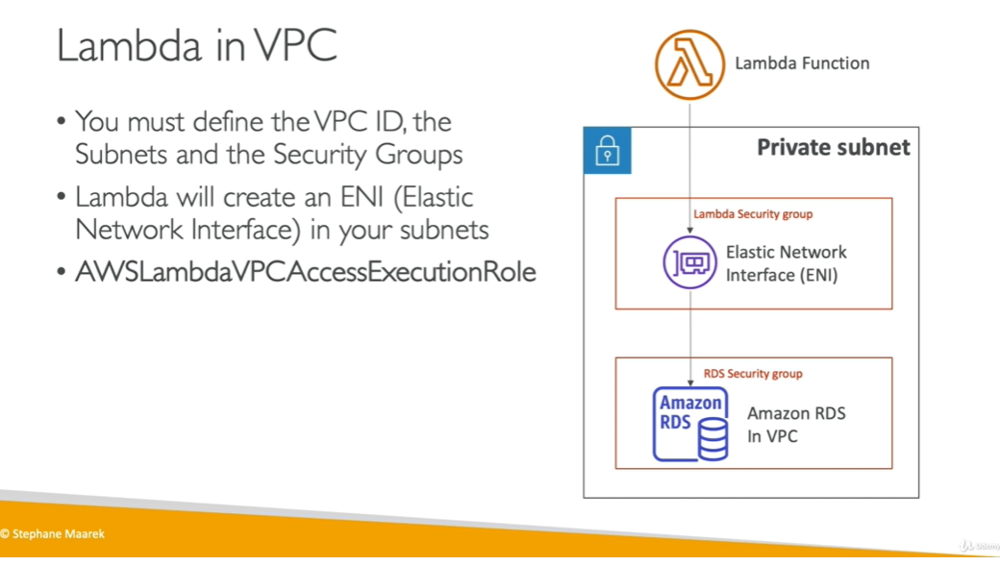 Lambda in VPC
• You must define the VPC ID, the
Subnets and the Security Groups
• Lambda will create an ENI (Elastic
Network Interface) in your subnets
• AWSLambdaVPCAccessExecutionRole
Lambda Function
Private subnet
Lambda Security group
Elastic Network
Interface (ENI)
RDS Security group
Amazon
RDS
Amazon RDS
In VPC
© Stephane Maarek
Udemy